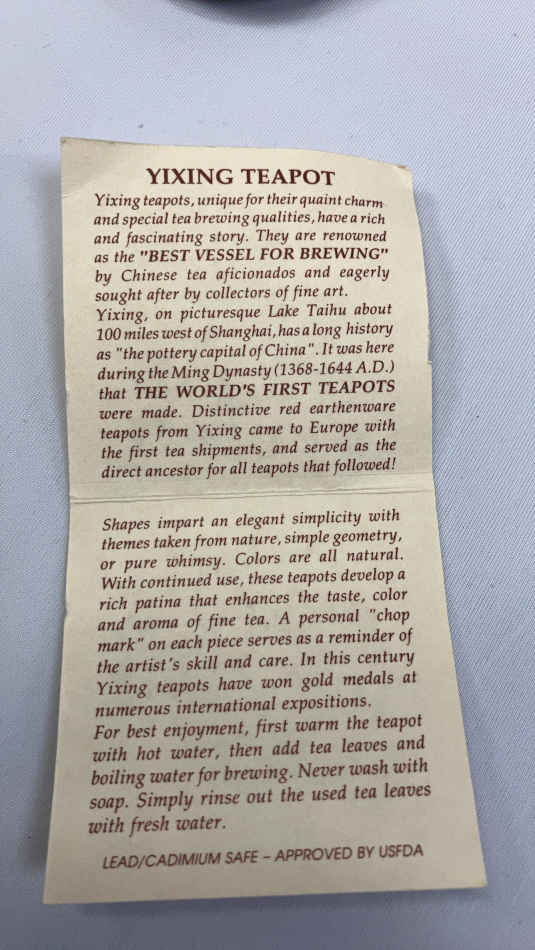 YIXING TEAPOT
Yixing teapots, unique for their quaint charm
and special tea brewing qualities, have a rich
and fascinating story. They are renowned
as the "BEST VESSEL FOR BREWING"
by Chinese tea aficionados and eagerly
sought after by collectors of fine art.
Yixing, on picturesque Lake Taihu about
100 miles west of Shanghai, has a long history
as "the pottery capital of China". It was here
during the Ming Dynasty (1368-1644 A.D.)
that THE WORLD'S FIRST TEAPOTS
were made. Distinctive red earthenware
teapots from Yixing came to Europe with
the first tea shipments, and served as the
direct ancestor for all teapots that followed!
Shapes impart an elegant simplicity with
themes taken from nature, simple geometry,
or pure whimsy. Colors are all natural.
With continued use, these teapots develop a
rich patina that enhances the taste, color
and aroma of fine tea. A personal "chop
mark" on each piece serves as a reminder of
the artist's skill and care. In this century
Yixing teapots have won gold medals at
numerous international expositions.
For best enjoyment, first warm the teapot
with hot water, then add tea leaves and
boiling water for brewing. Never wash with
soap. Simply rinse out the used tea leaves
with fresh water.
LEAD/CADIMIUM SAFE – APPROVED BY USFDA